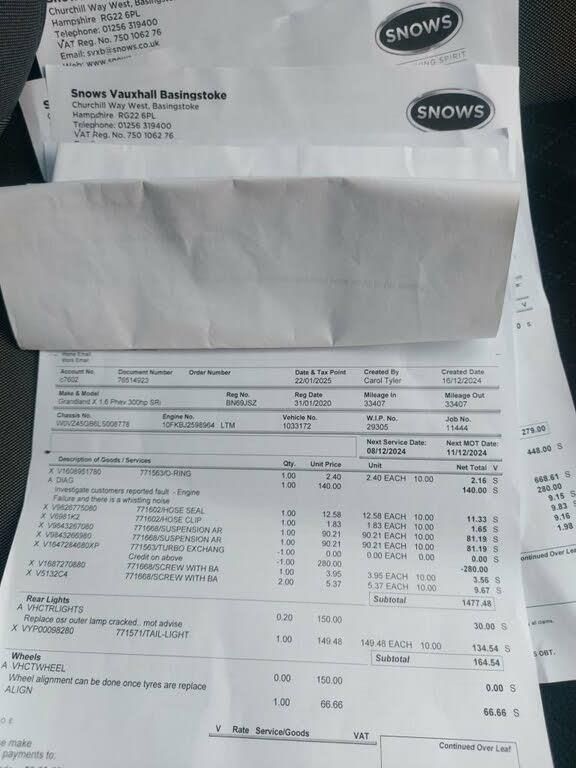 Churchill Way West, Basingstoke
Hampshire RG22 6PL
Telephone: 01256 319400
VAT Reg. No. 750 1062 76
Email: svxb@snows.co.uk
SNOWS
SPIRIT
Snows Vauxhall Basingstoke
Churchill Way West, Basingstoke
Hampshire RG22 6PL
Telephone: 01256 319400
VAT Reg. No. 750 1062 76
SNOWS
Home Email:
Work Email:
Account No. Document Number Order Number Date & Tax Point Created By Created Date
c760Z 76514923 22/01/2025 Carol Tyler 16/12/2024
Make & Model Reg No. Reg Date Mileage In Mileage Out
Grandland X 1.6 Phev 300hp SRi BN69JSZ 31/01/2020 33407 33407
Chassis No. Engine No. Vehicle No. W.I.P. No. Job No.
W0VZ45GB6LS008778 10FKBJ2598964 LTM 1033172 29305 11444
Next Service Date: Next MOT Date:
08/12/2024 11/12/2024
Description of Goods / Services Qty. Unit Price Unit Net Total V
X V1608951780 771563/O-RING 1.00 2.40 2.40 EACH 10.00 2.16 S
A DIAG 1.00 140.00 140.00 S
Investigate customers reported fault - Engine
Failure and there is a whistling noise
X V9826775080 771602/HOSE SEAL 1.00 12.58 12.58 EACH 10.00 11.33 S
X V6981K2 771602/HOSE CLIP 1.00 1.83 1.83 EACH 10.00 1.65 S
X V9843267080 771668/SUSPENSION AR 1.00 90.21 90.21 EACH 10.00 81.19 S
X V9843266980 771668/SUSPENSION AR 1.00 90.21 90.21 EACH 10.00 81.19 S
X V1647284680XP 771563/TURBO EXCHANG -1.00 0.00 0.00 EACH 0.00 0.00 S
Credit on above -1.00 280.00 -280.00
X V1687270880 771668/SCREW WITH BA 1.00 3.95 3.95 EACH 10.00 3.56 S
X V5132C4 771668/SCREW WITH BA 2.00 5.37 5.37 EACH 10.00 9.67 S
Subtotal 1477.48
Rear Lights
A VHCTRLIGHTS 0.20 150.00 30.00 S
Replace osr outer lamp cracked.. mot advise
X VYP00098280 771571/TAIL-LIGHT 1.00 149.48 149.48 EACH 10.00 134.54 S
Subtotal 164.54
Wheels
A VHCTWHEEL 0.00 150.00 0.00 S
Wheel alignment can be done once tyres are replace
ALIGN 1.00 66.66 66.66 S
V Rate Service/Goods VAT
Continued Over Leaf
make
payments to:
279.00
448.00 S
668.61 S
280.00
9.15 S
9.83 S
9.16
1.98
Continued Over Leaf
all claims.